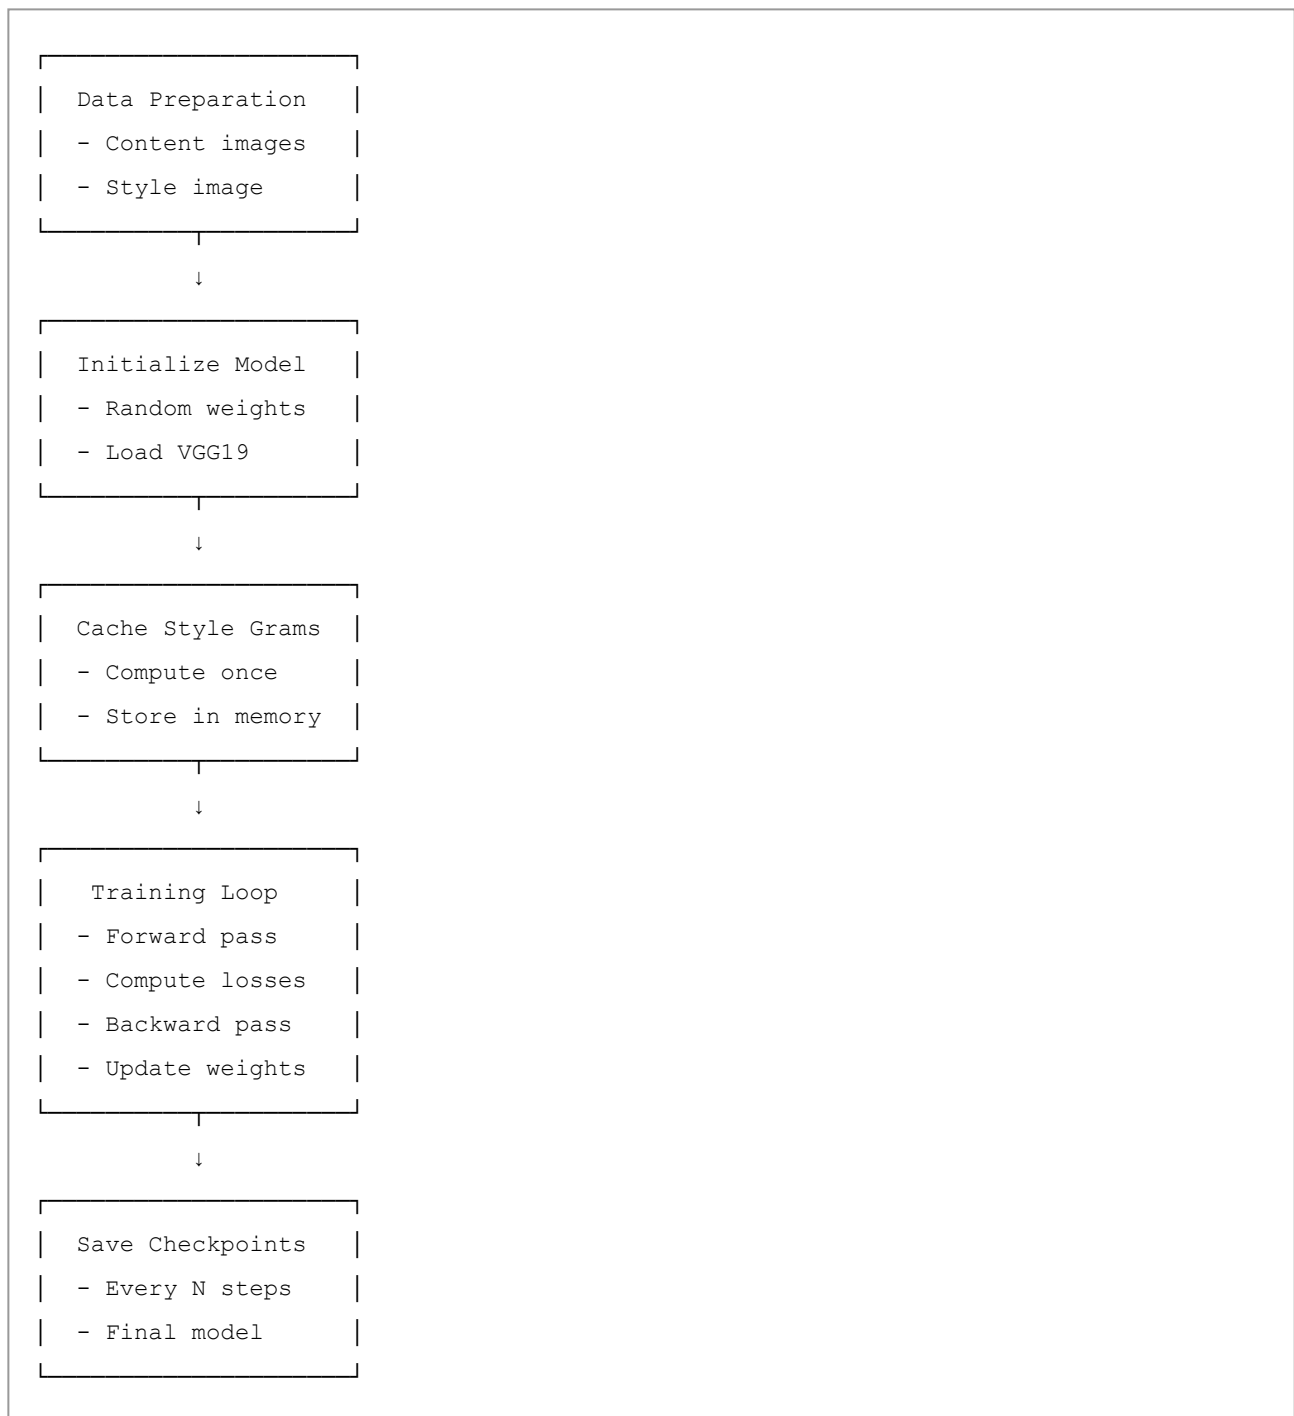 Data Preparation
- Content images
- Style image
↓
Initialize Model
- Random weights
- Load VGG19
↓
Cache Style Grams
- Compute once
- Store in memory
↓
Training Loop
- Forward pass
- Compute losses
- Backward pass
- Update weights
↓
Save Checkpoints
- Every N steps
- Final model